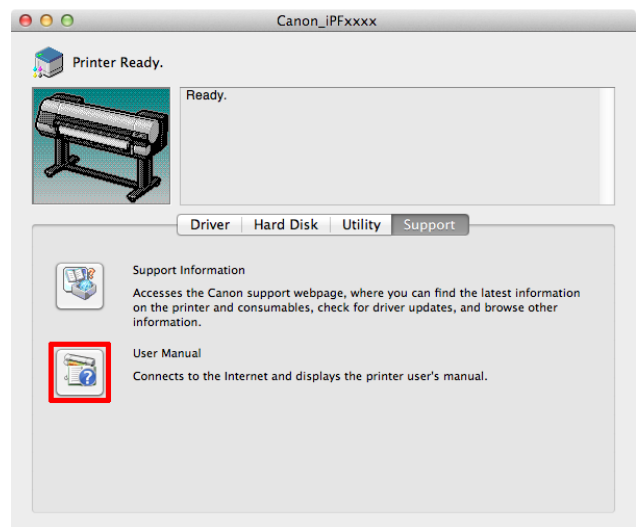 Canon_iPFxxxx
Printer Ready.
Ready.
Driver Hard Disk Utility Support
Support Information
Accesses the Canon support webpage, where you can find the latest information
on the printer and consumables, check for driver updates, and browse other
information.
User Manual
Connects to the Internet and displays the printer user's manual.